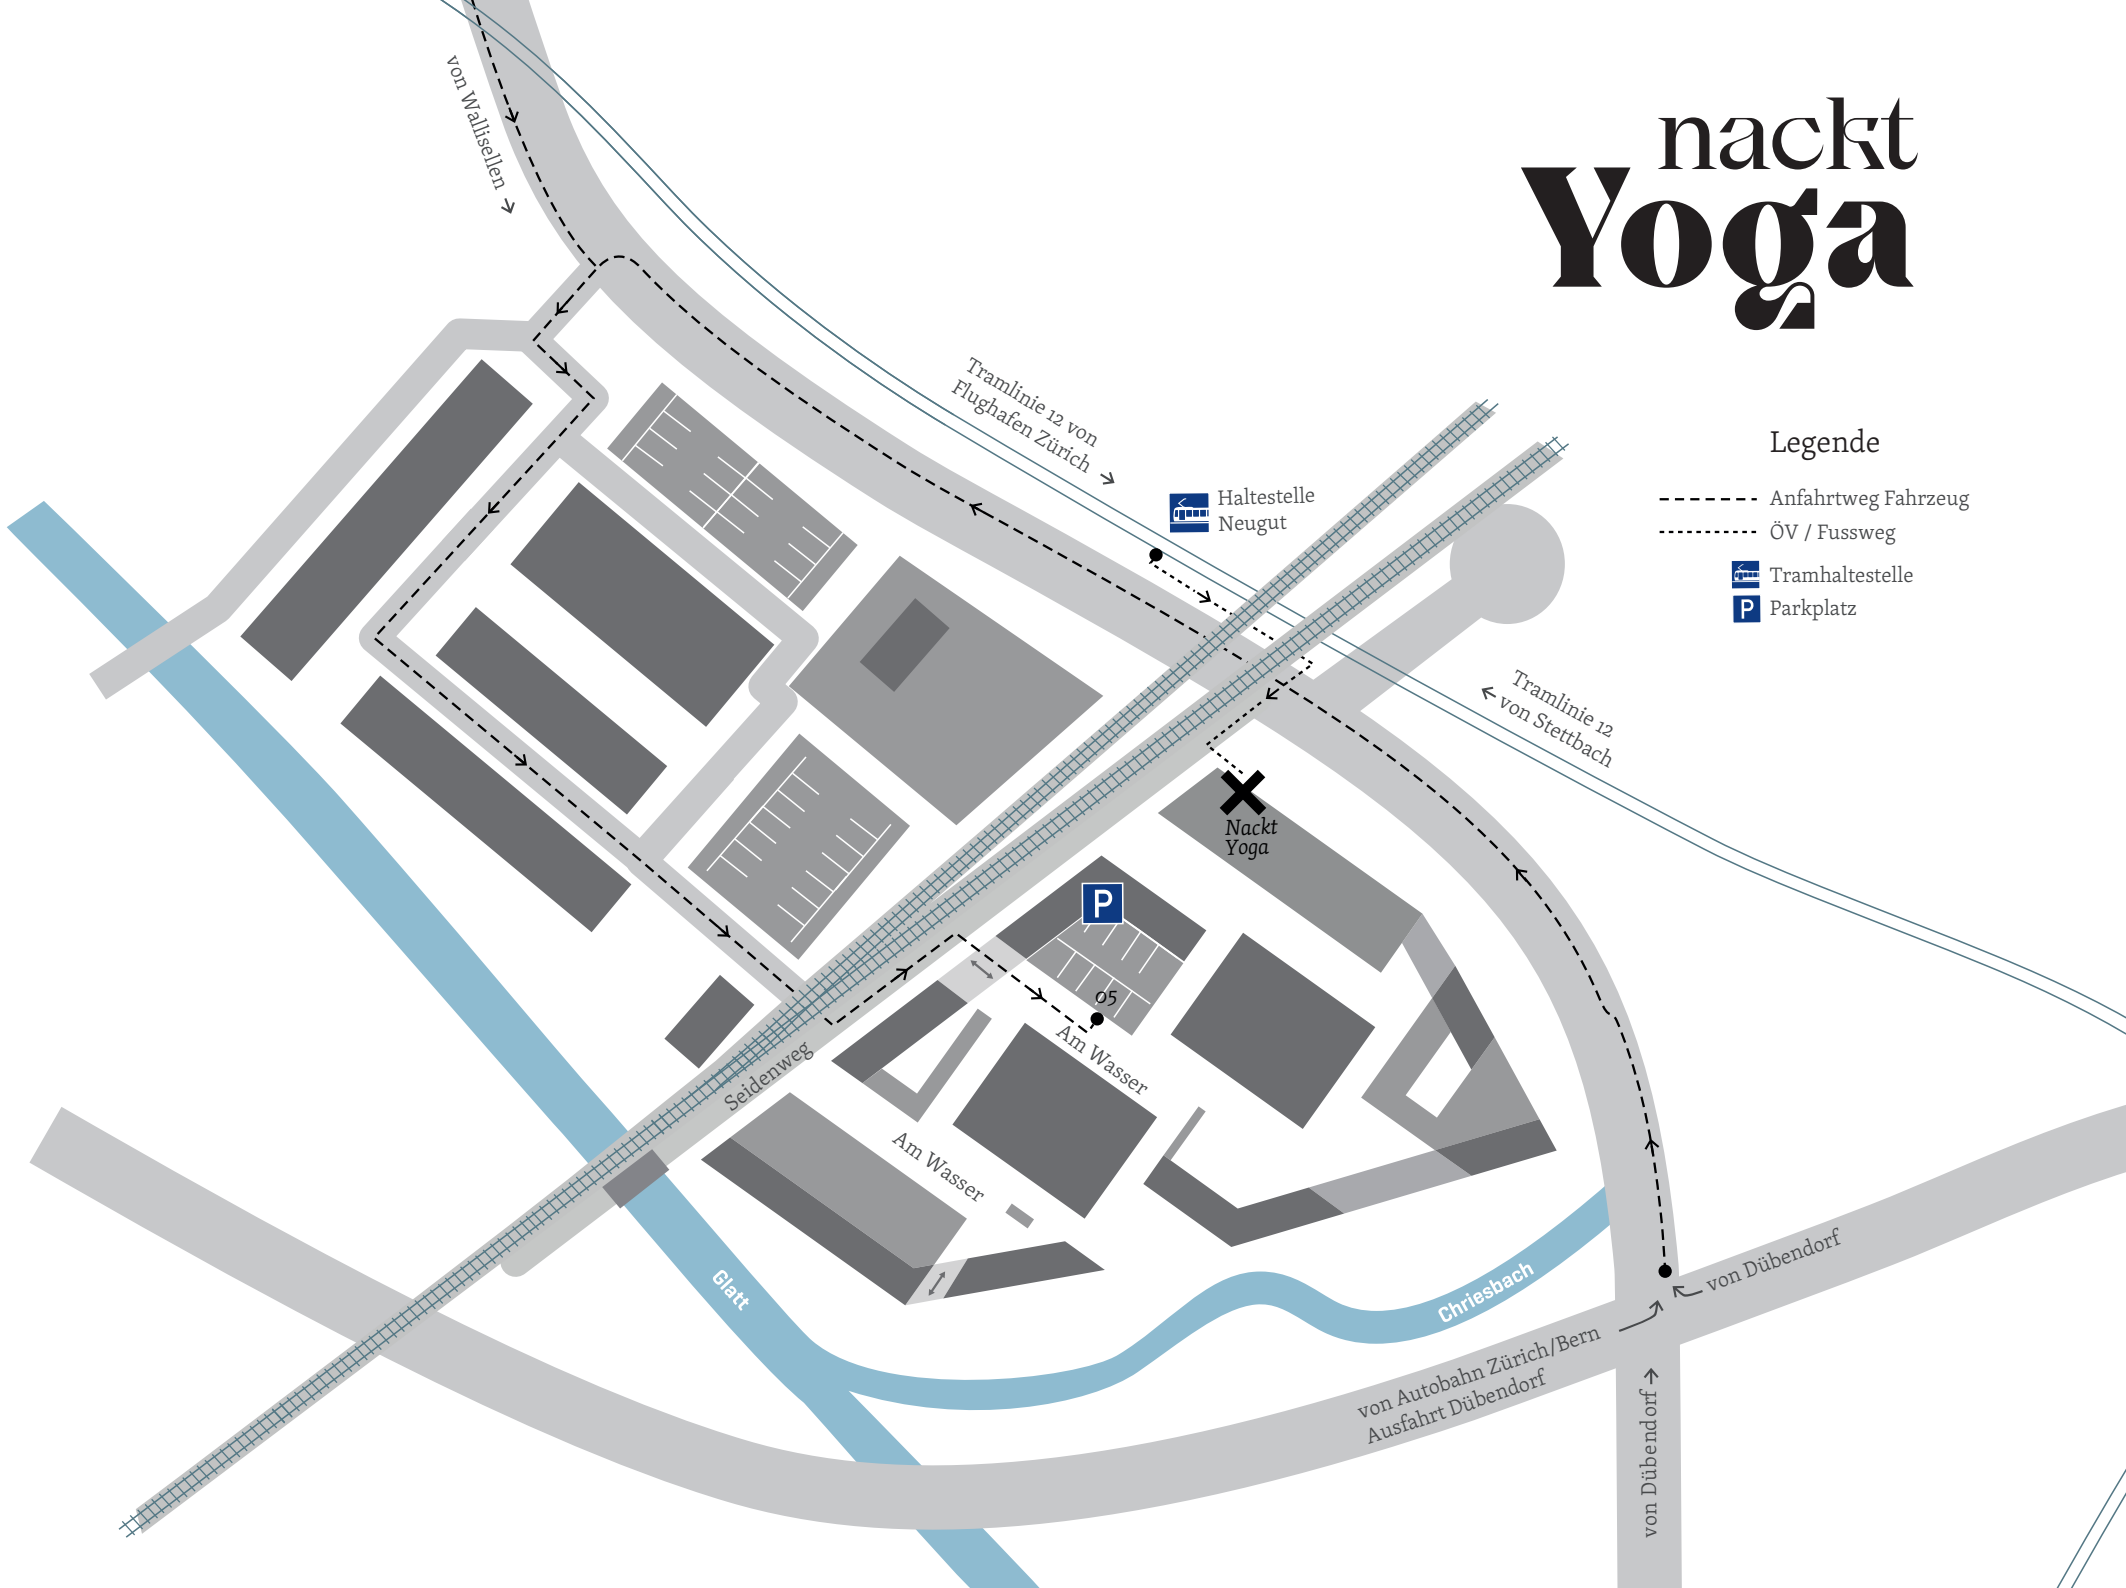 nackt
Yoga
von Wallisellen
Tramlinie 12 von
Flughafen Zürich
Haltestelle
Neugut
Legende
Anfahrtweg Fahrzeug
ÖV / Fussweg
Tramhaltestelle
P Parkplatz
Tramlinie 12
von Stettbach
Nackt
Yoga
P
05
Am Wasser
Seidenweg
Am Wasser
Glatt
Chriesbach
von Dübendorf
von Autobahn Zürich/Bern
Ausfahrt Dübendorf
von Dübendorf